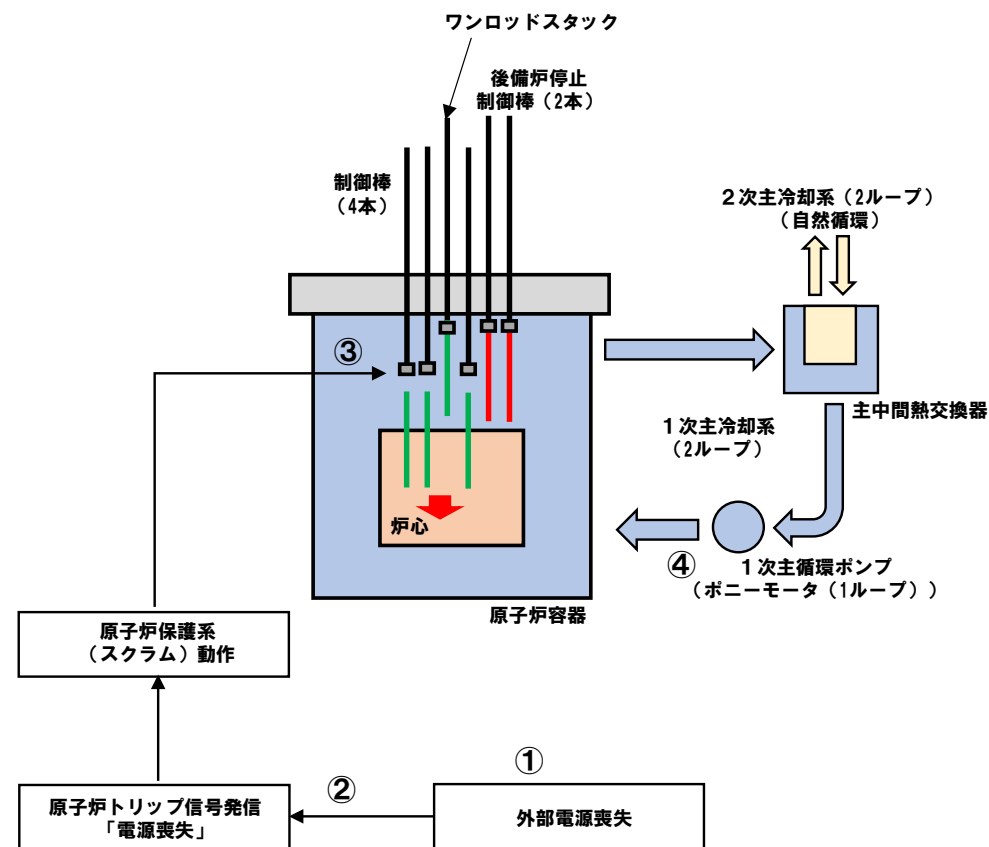 ワンロッドスタック
後備炉停止
制御棒（2本）
制御棒
（4本）
２次主冷却系（2ループ）
（自然循環）
③
主中間熱交換器
１次主冷却系
（2ループ）
炉心
④
１次主循環ポンプ
（ポニーモータ（1ループ））
原子炉容器
原子炉保護系
（スクラム）動作
①
②
原子炉トリップ信号発信
「電源喪失」
外部電源喪失